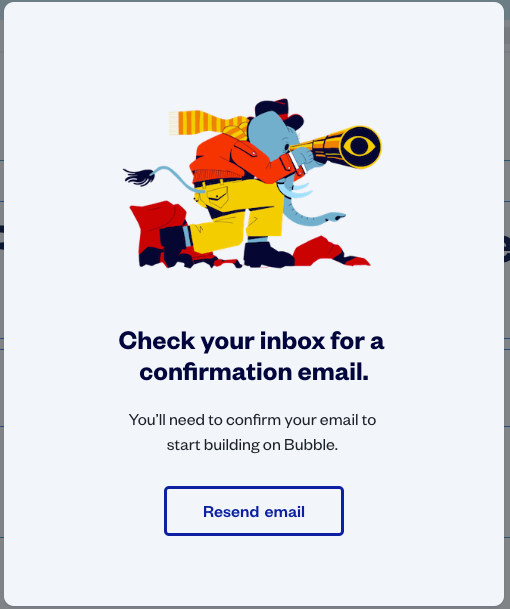 Check your inbox for a
confirmation email.
You'll need to confirm your email to
start building on Bubble.
Resend email